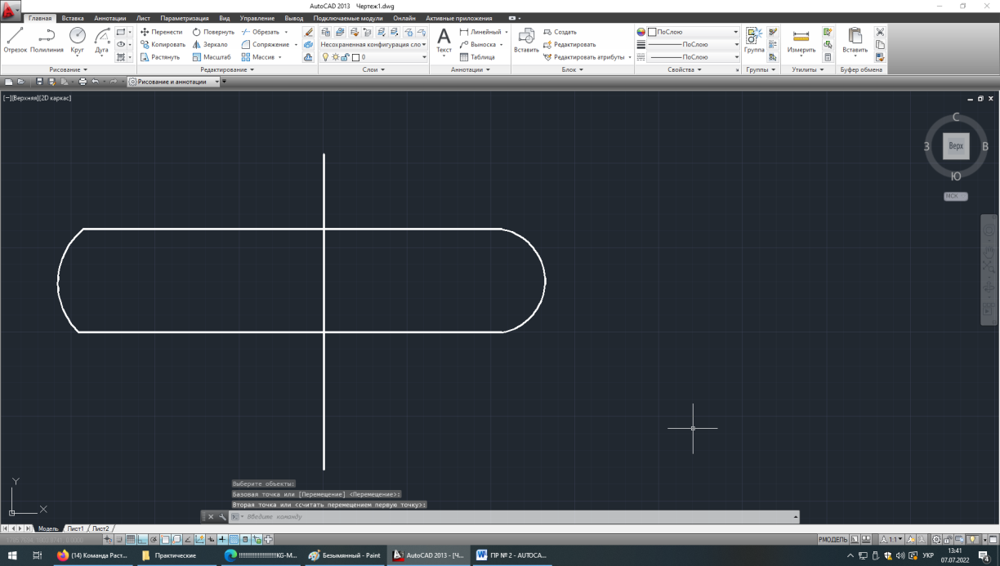 AutoCAD 2013 Чертеж1.dwg
Главная Вставка Аннотации Лист Параметризация Вид Управление Вывод Подключаемые модули Онлайн Активные приложения
Отрезок Полилиния Круг Дуга
Рисование
Перенести Повернуть Обрезать
Копировать Зеркало Сопряжение
Растянуть Масштаб Массив
Редактирование
Несохраненная конфигурация сло
0
Слои
Текст
Линейный
Выноска
Таблица
Аннотации
Вставить
Создать
Редактировать
Редактировать атрибуты
Блок
ПоСлою
ПоСлою
ПоСлою
Свойства
Группа
Группы
Измерить
Утилиты
Вставить
Буфер обмена
Рисование и аннотации
[−][Верхняя][2D каркас]
С
З Верх В
Ю
МСК
Y
X
Выберите объекты:
Базовая точка или [Перемещение] <Перемещение>:
Вторая точка или <считать перемещением первую точку>:
Введите команду
Модель Лист1 Лист2
РМОДЕЛЬ 1:1
(14) Команда Раст...
Практические
!!!!!!!!!!!!!!!!!!!!!!!KG-M...
Безымянный - Paint
AutoCAD 2013 - [Ч...
ПР № 2 - AUTOCA...
УКР
13:41
07.07.2022
4